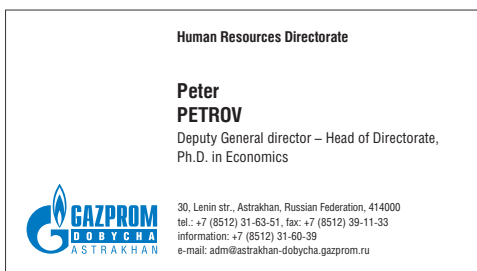 Human Resources Directorate
Peter
PETROV
Deputy General director – Head of Directorate,
Ph.D. in Economics
GAZPROM
DOBYCHA
ASTRAKHAN
30, Lenin str., Astrakhan, Russian Federation, 414000
tel.: +7 (8512) 31-63-51, fax: +7 (8512) 39-11-33
information: +7 (8512) 31-60-39
e-mail: adm@astrakhan-dobycha.gazprom.ru